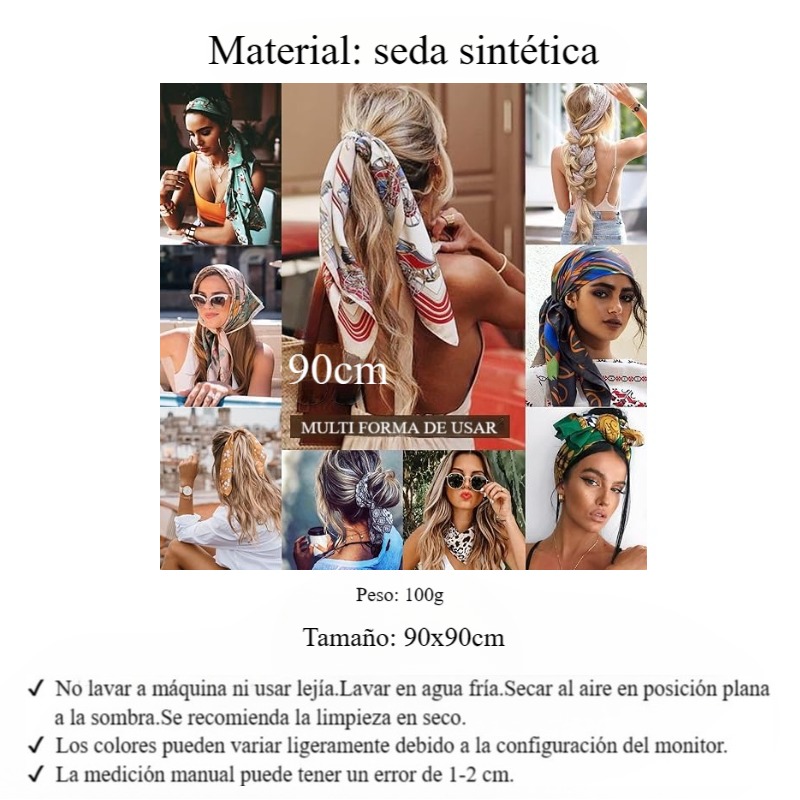 Material: seda sintética
90cm
MULTI FORMA DE USAR
Peso: 100g
Tamaño: 90x90cm
✓ No lavar a máquina ni usar lejía.Lavar en agua fría.Secar al aire en posición plana
a la sombra.Se recomienda la limpieza en seco.
✓ Los colores pueden variar ligeramente debido a la configuración del monitor.
✓ La medición manual puede tener un error de 1-2 cm.